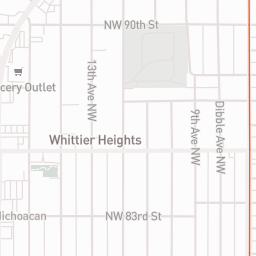 NW 90th St
cery Outlet
13th Ave NW
9th Ave NW
Dibble Ave NW
Whittier Heights
Michoacan
NW 83rd St